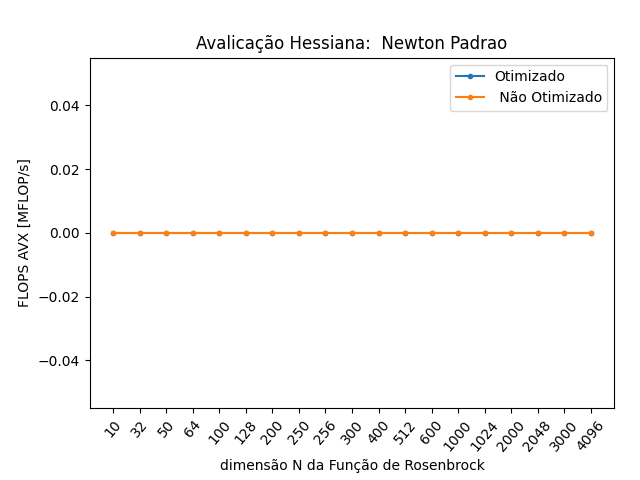 Avalicação Hessiana:  Newton Padrao
Otimizado
Não Otimizado
FLOPS AVX [MFLOP/s]
0.04
0.02
0.00
−0.02
−0.04
10 32 50 64 100 128 200 250 256 300 400 512 600 1000 1024 2000 2048 3000 4096
dimensão N da Função de Rosenbrock